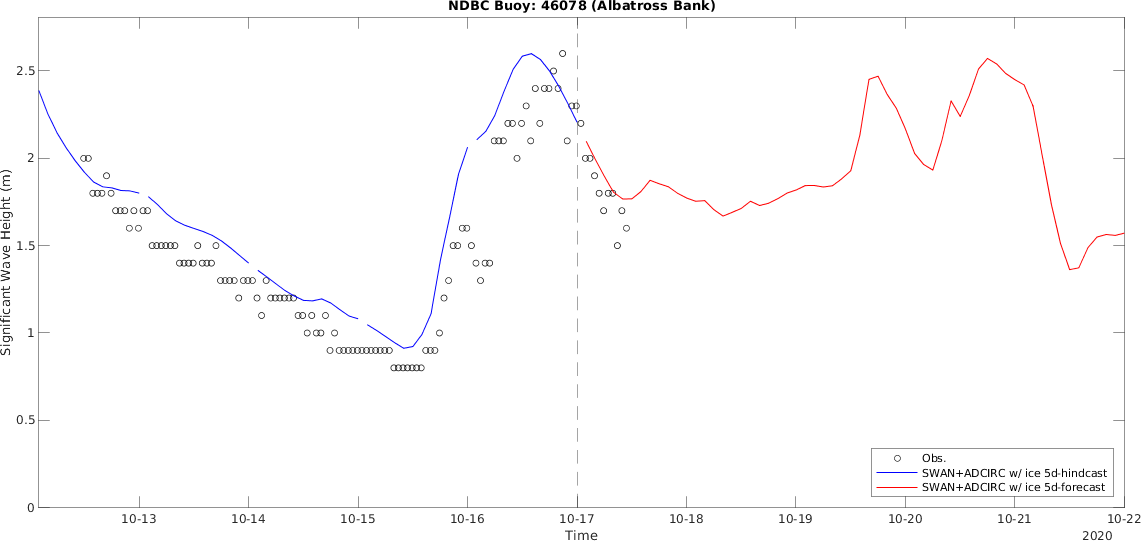 NDBC Buoy: 46078 (Albatross Bank)
Significant Wave Height (m)
2.5
2
1.5
1
0.5
0
Obs.
SWAN+ADCIRC w/ ice 5d-hindcast
SWAN+ADCIRC w/ ice 5d-forecast
10-13 10-14 10-15 10-16 10-17 10-18 10-19 10-20 10-21 10-22
Time
2020